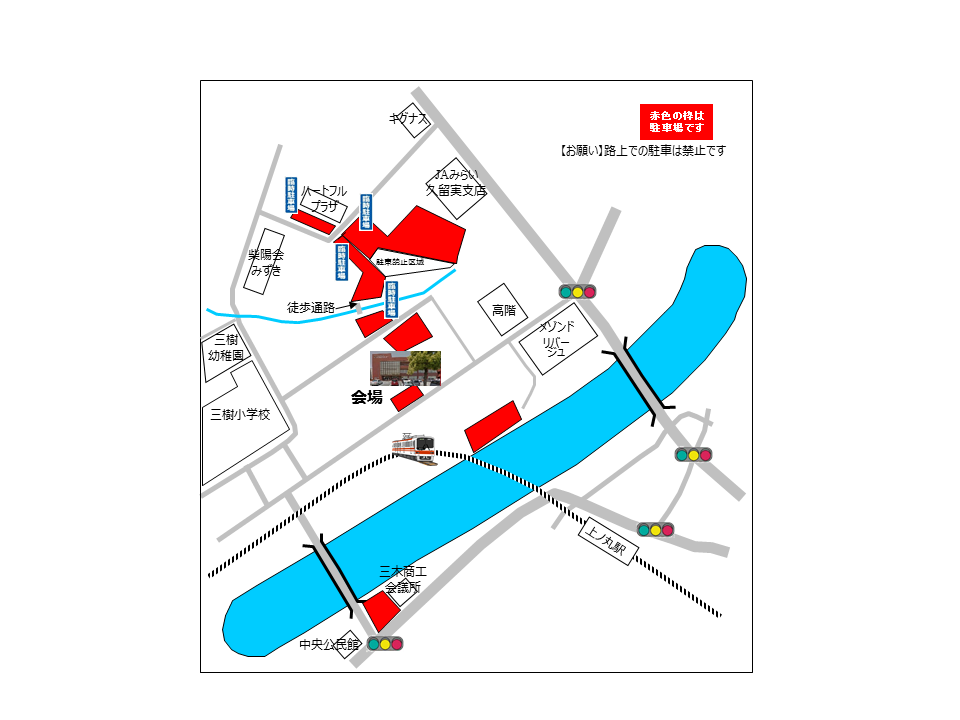 赤色の枠は
駐車場です
【お願い】路上での駐車は禁止です
キグナス
JAみらい
久留実支店
臨時駐車場
ハートフル
プラザ
臨時駐車場
臨時駐車場
駐車禁止区域
柴陽会
みずき
臨時駐車場
徒歩通路
高階
メゾンド
リバー
ジュ
三樹
幼稚園
会場
三樹小学校
上ノ丸駅
三木商工
会議所
中央公民館